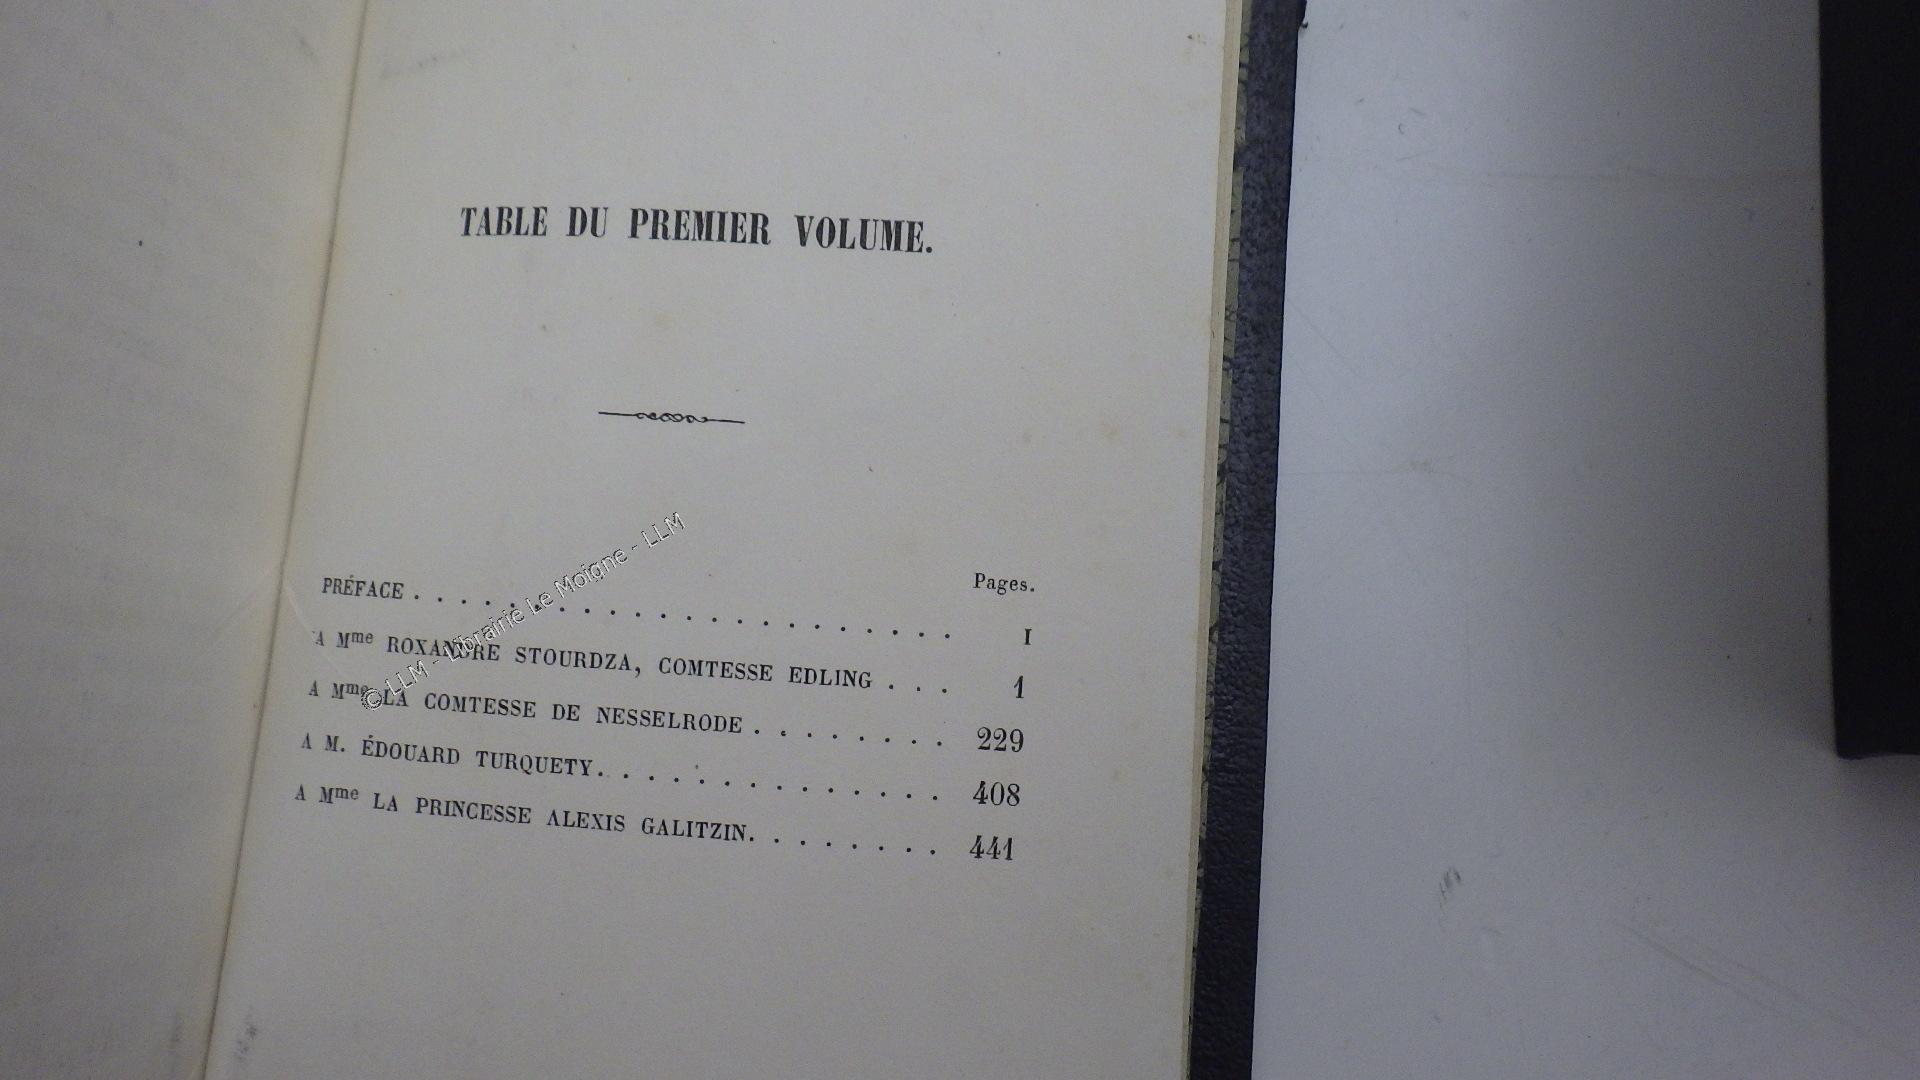 TABLE DU PREMIER VOLUME.
Pages.
PRÉFACE . . . . . . . . . . . . . . . . . . . . . . . I
A Mme ROXANDRE STOURDZA, COMTESSE EDLING . . . 1
A Mme LA COMTESSE DE NESSELRODE . . . . . . . . 229
A M. ÉDOUARD TURQUETY. . . . . . . . . . . . . . 408
A Mme LA PRINCESSE ALEXIS GALITZIN. . . . . . . . 441
© LLM - Librairie Le Moigne - LLM